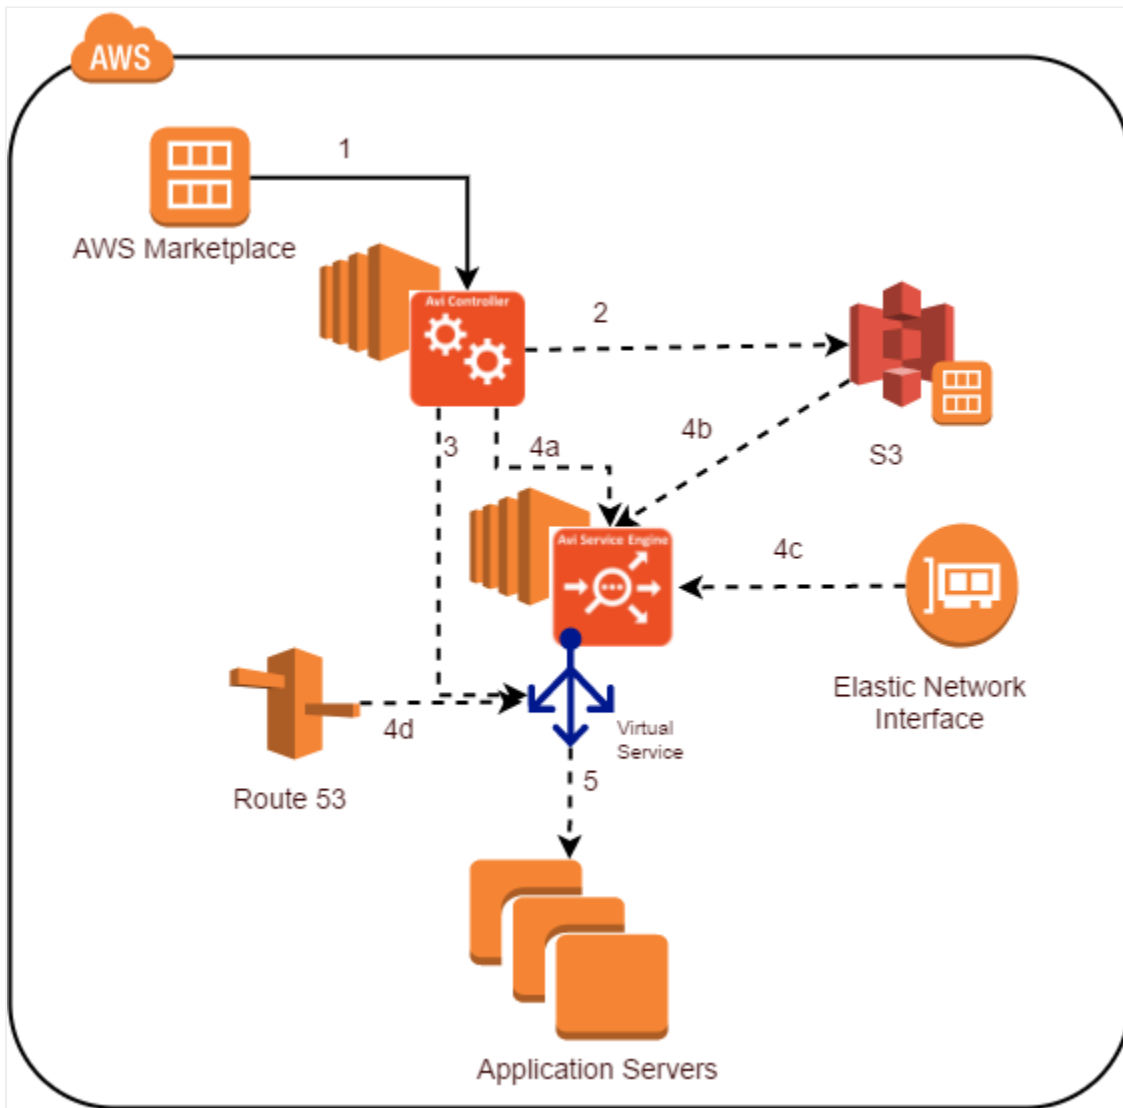 AWS
1
AWS Marketplace
Avi Controller
2
3
4a
4b
S3
Avi Service Engine
4c
Elastic Network
Interface
4d
Virtual
Service
Route 53
5
Application Servers